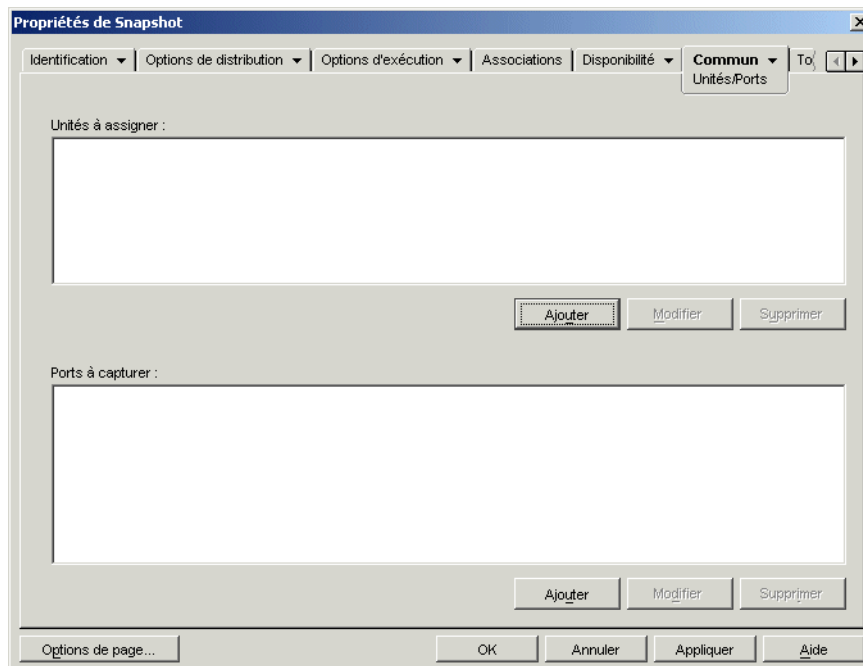 Propriétés de Snapshot
Identification Options de distribution Options d'exécution Associations Disponibilité Commun To
Unités/Ports
Unités à assigner :
Ajouter Modifier Supprimer
Ports à capturer :
Ajouter Modifier Supprimer
Options de page... OK Annuler Appliquer Aide